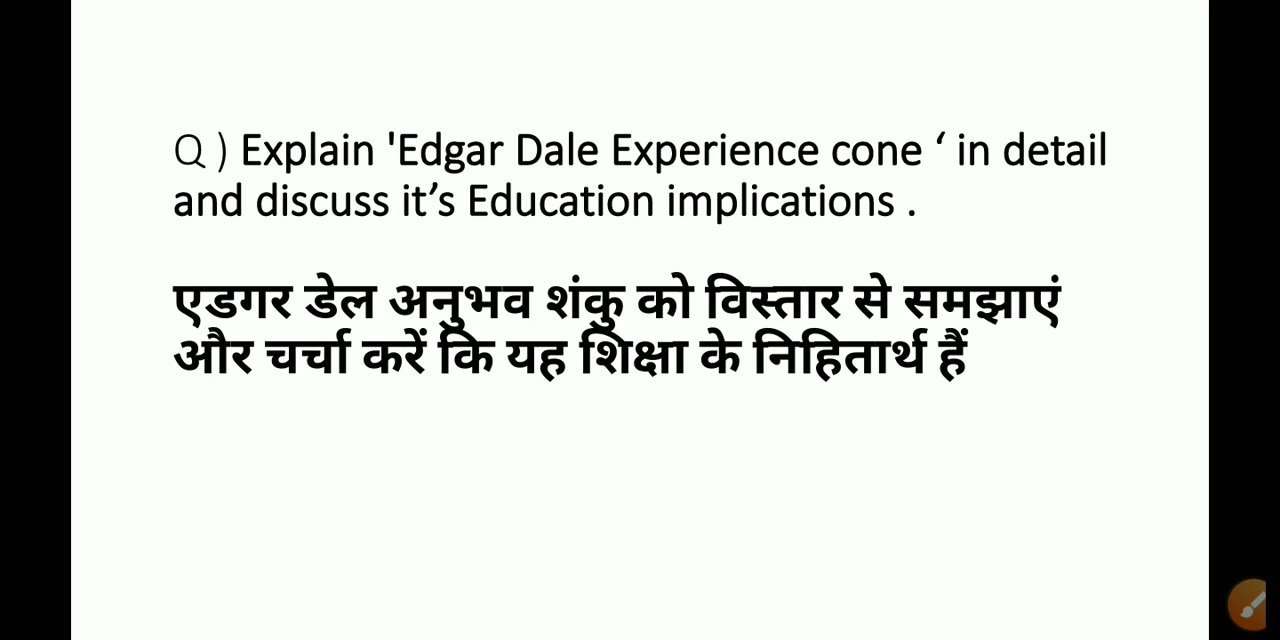 Q ) Explain 'Edgar Dale Experience cone ‘ in detail
and discuss it’s Education implications .
एडगर डेल अनुभव शंकु को विस्तार से समझाएं
और चर्चा करें कि यह शिक्षा के निहितार्थ हैं